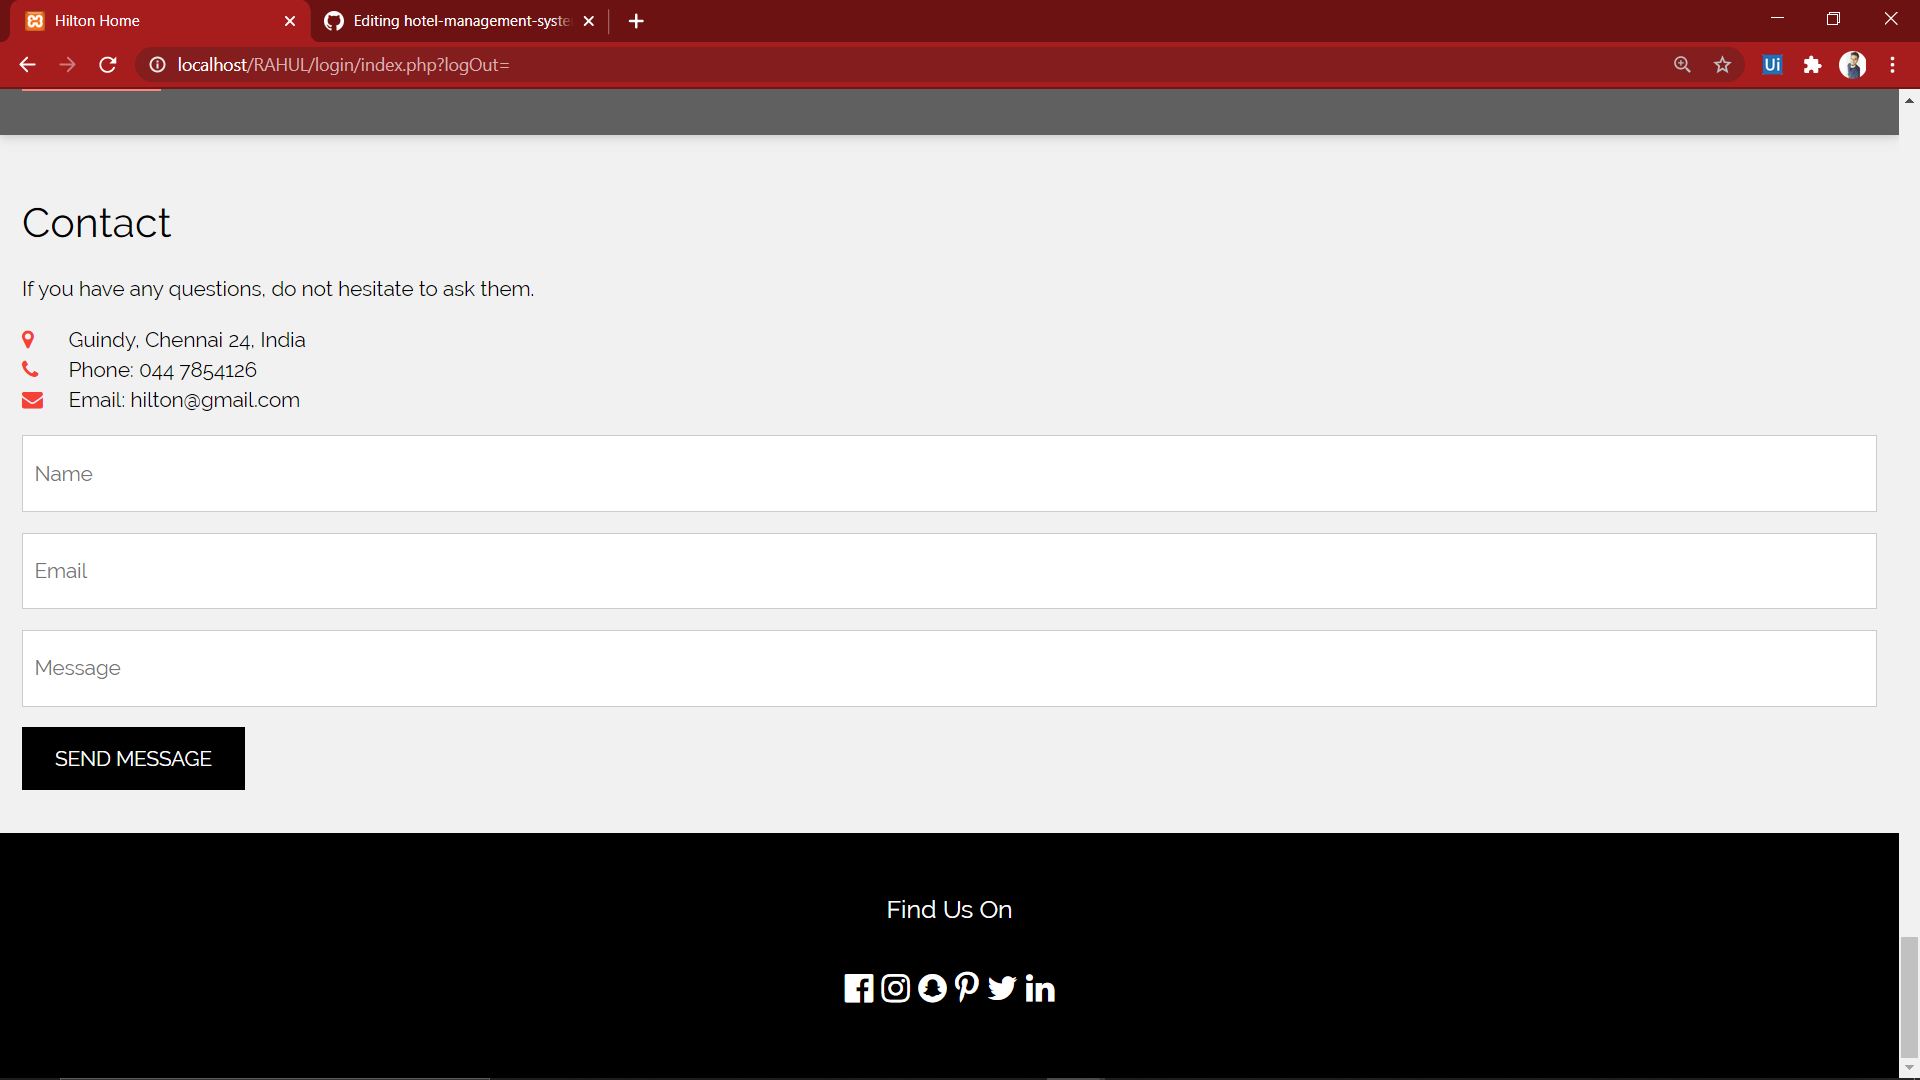 Hilton Home
Editing hotel-management-syste
localhost/RAHUL/login/index.php?logOut=
Ui
Contact
If you have any questions, do not hesitate to ask them.
Guindy, Chennai 24, India
Phone: 044 7854126
Email: hilton@gmail.com
Name
Email
Message
SEND MESSAGE
Find Us On